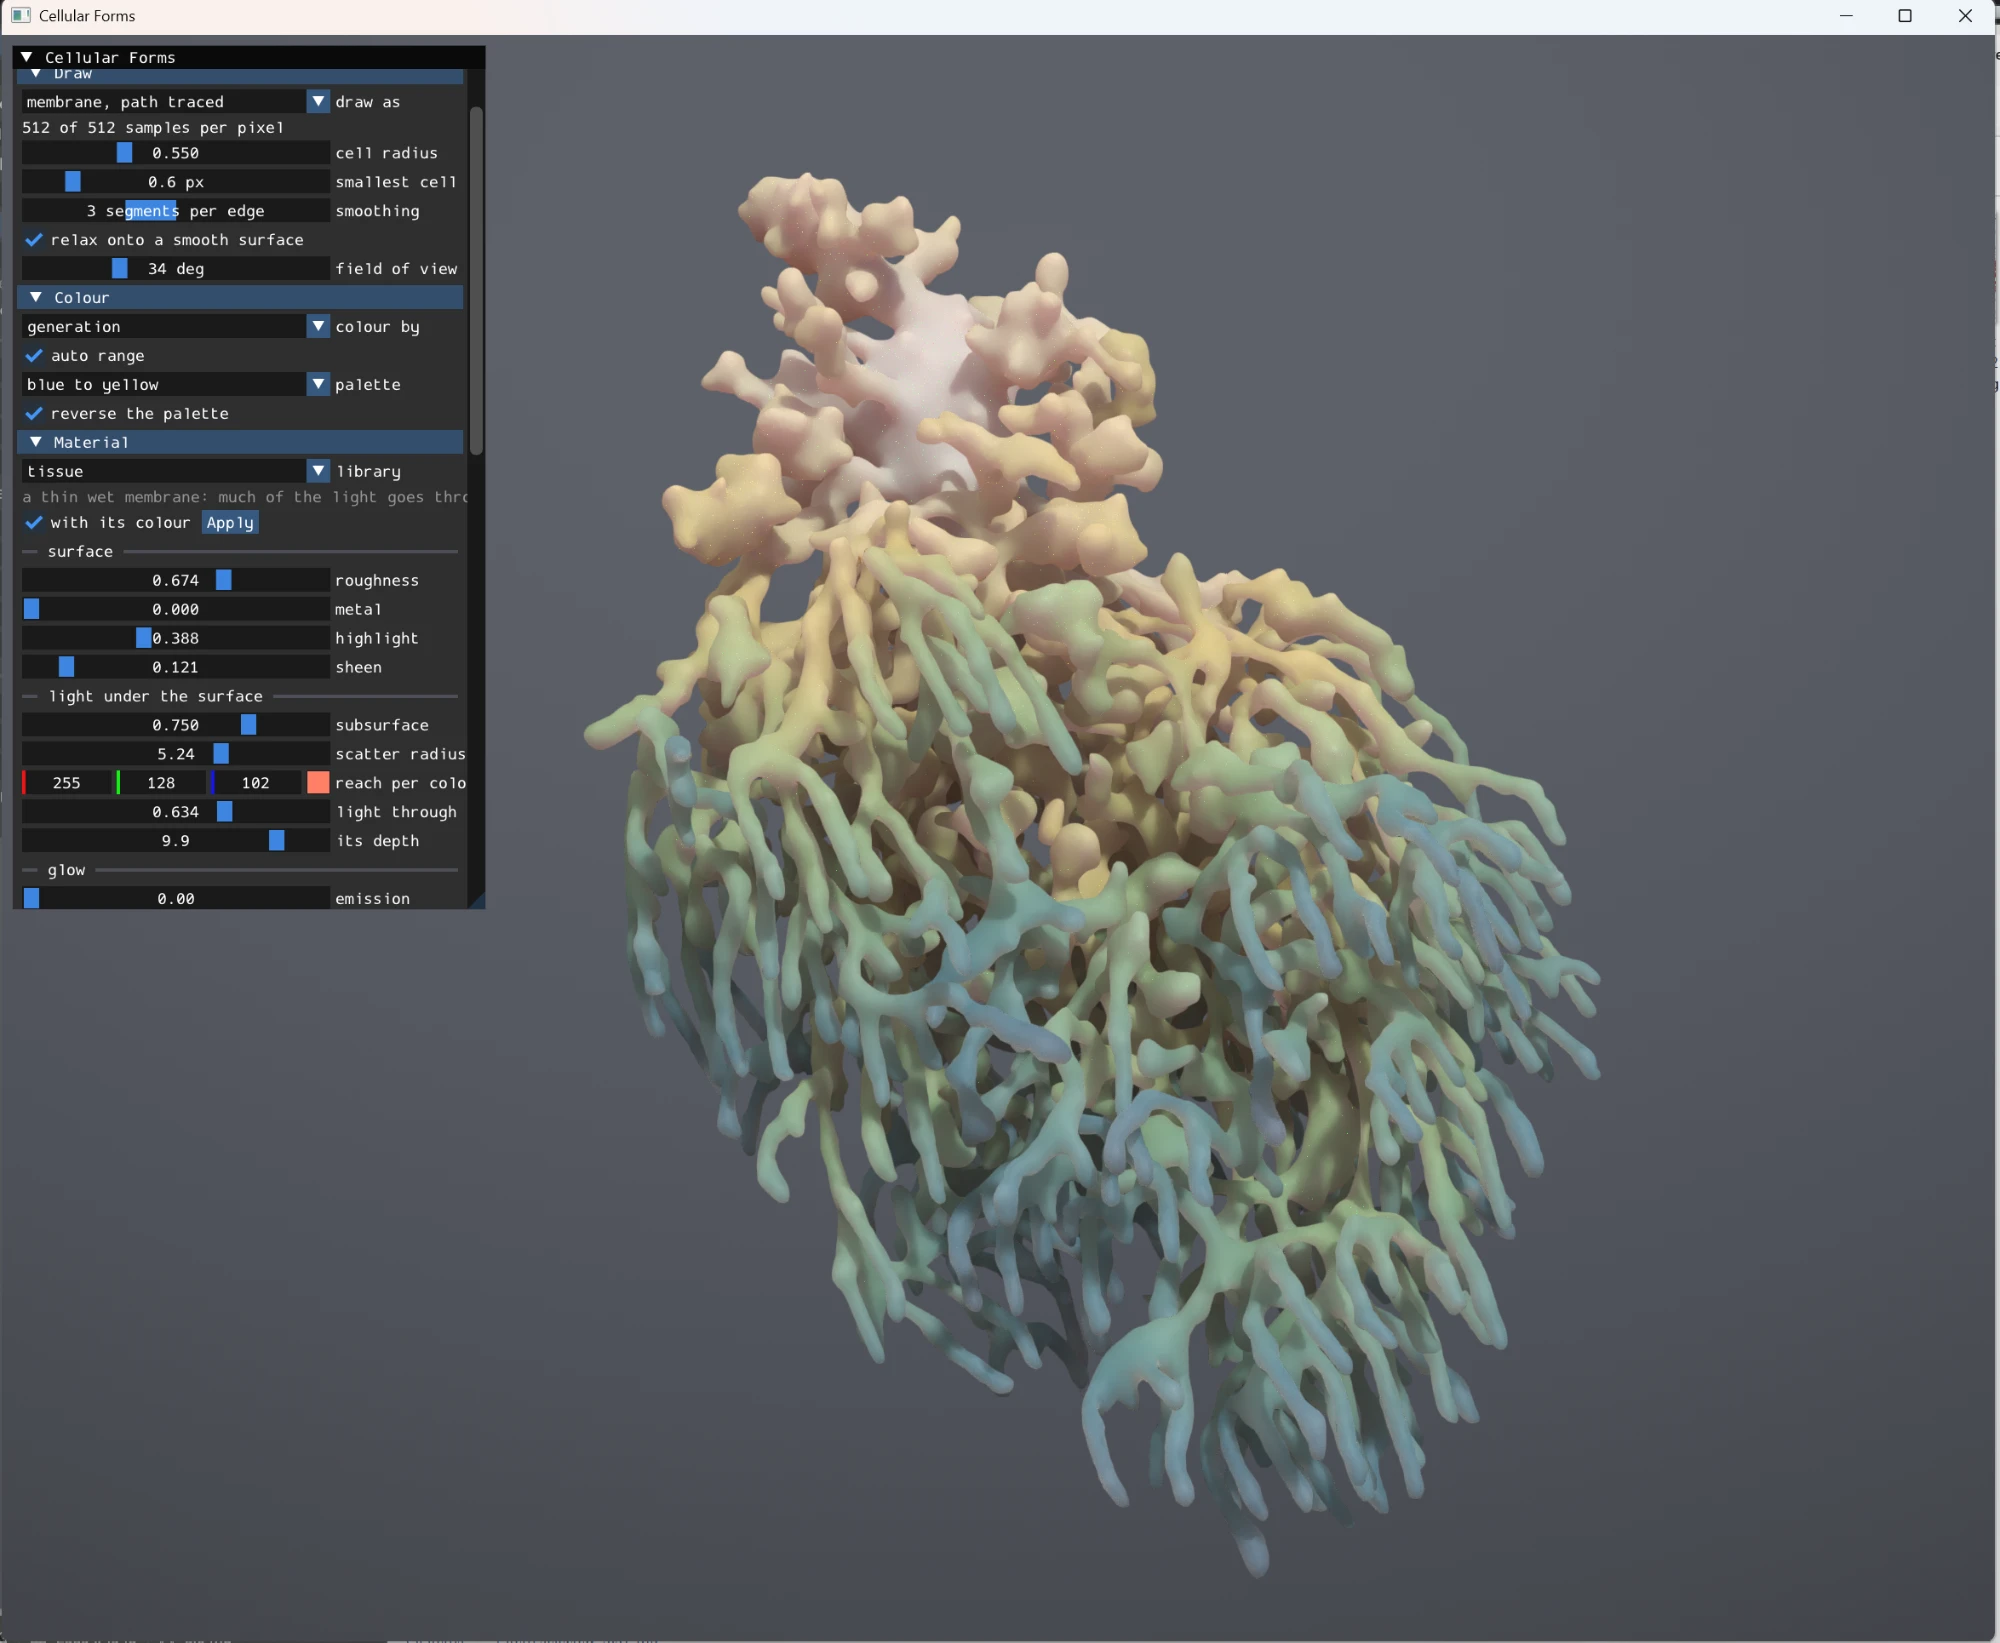 Cellular Forms
Cellular Forms
Draw
membrane, path traced draw as
512 of 512 samples per pixel
0.550 cell radius
0.6 px smallest cell
3 segments per edge smoothing
relax onto a smooth surface
34 deg field of view
Colour
generation colour by
auto range
blue to yellow palette
reverse the palette
Material
tissue library
a thin wet membrane: much of the light goes thro
with its colour Apply
surface
0.674 roughness
0.000 metal
0.388 highlight
0.121 sheen
light under the surface
0.750 subsurface
5.24 scatter radius
255 128 102 reach per colo
0.634 light through
9.9 its depth
glow
0.00 emission